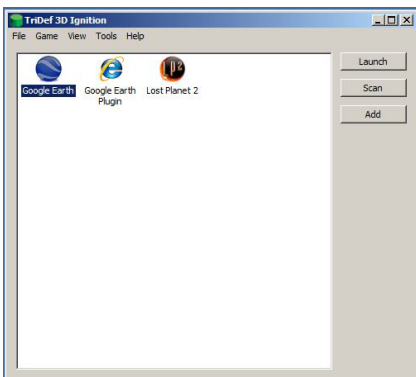 TriDef 3D Ignition
File Game View Tools Help
Launch
Scan
Add
Google Earth
Google Earth
Plugin
Lost Planet 2